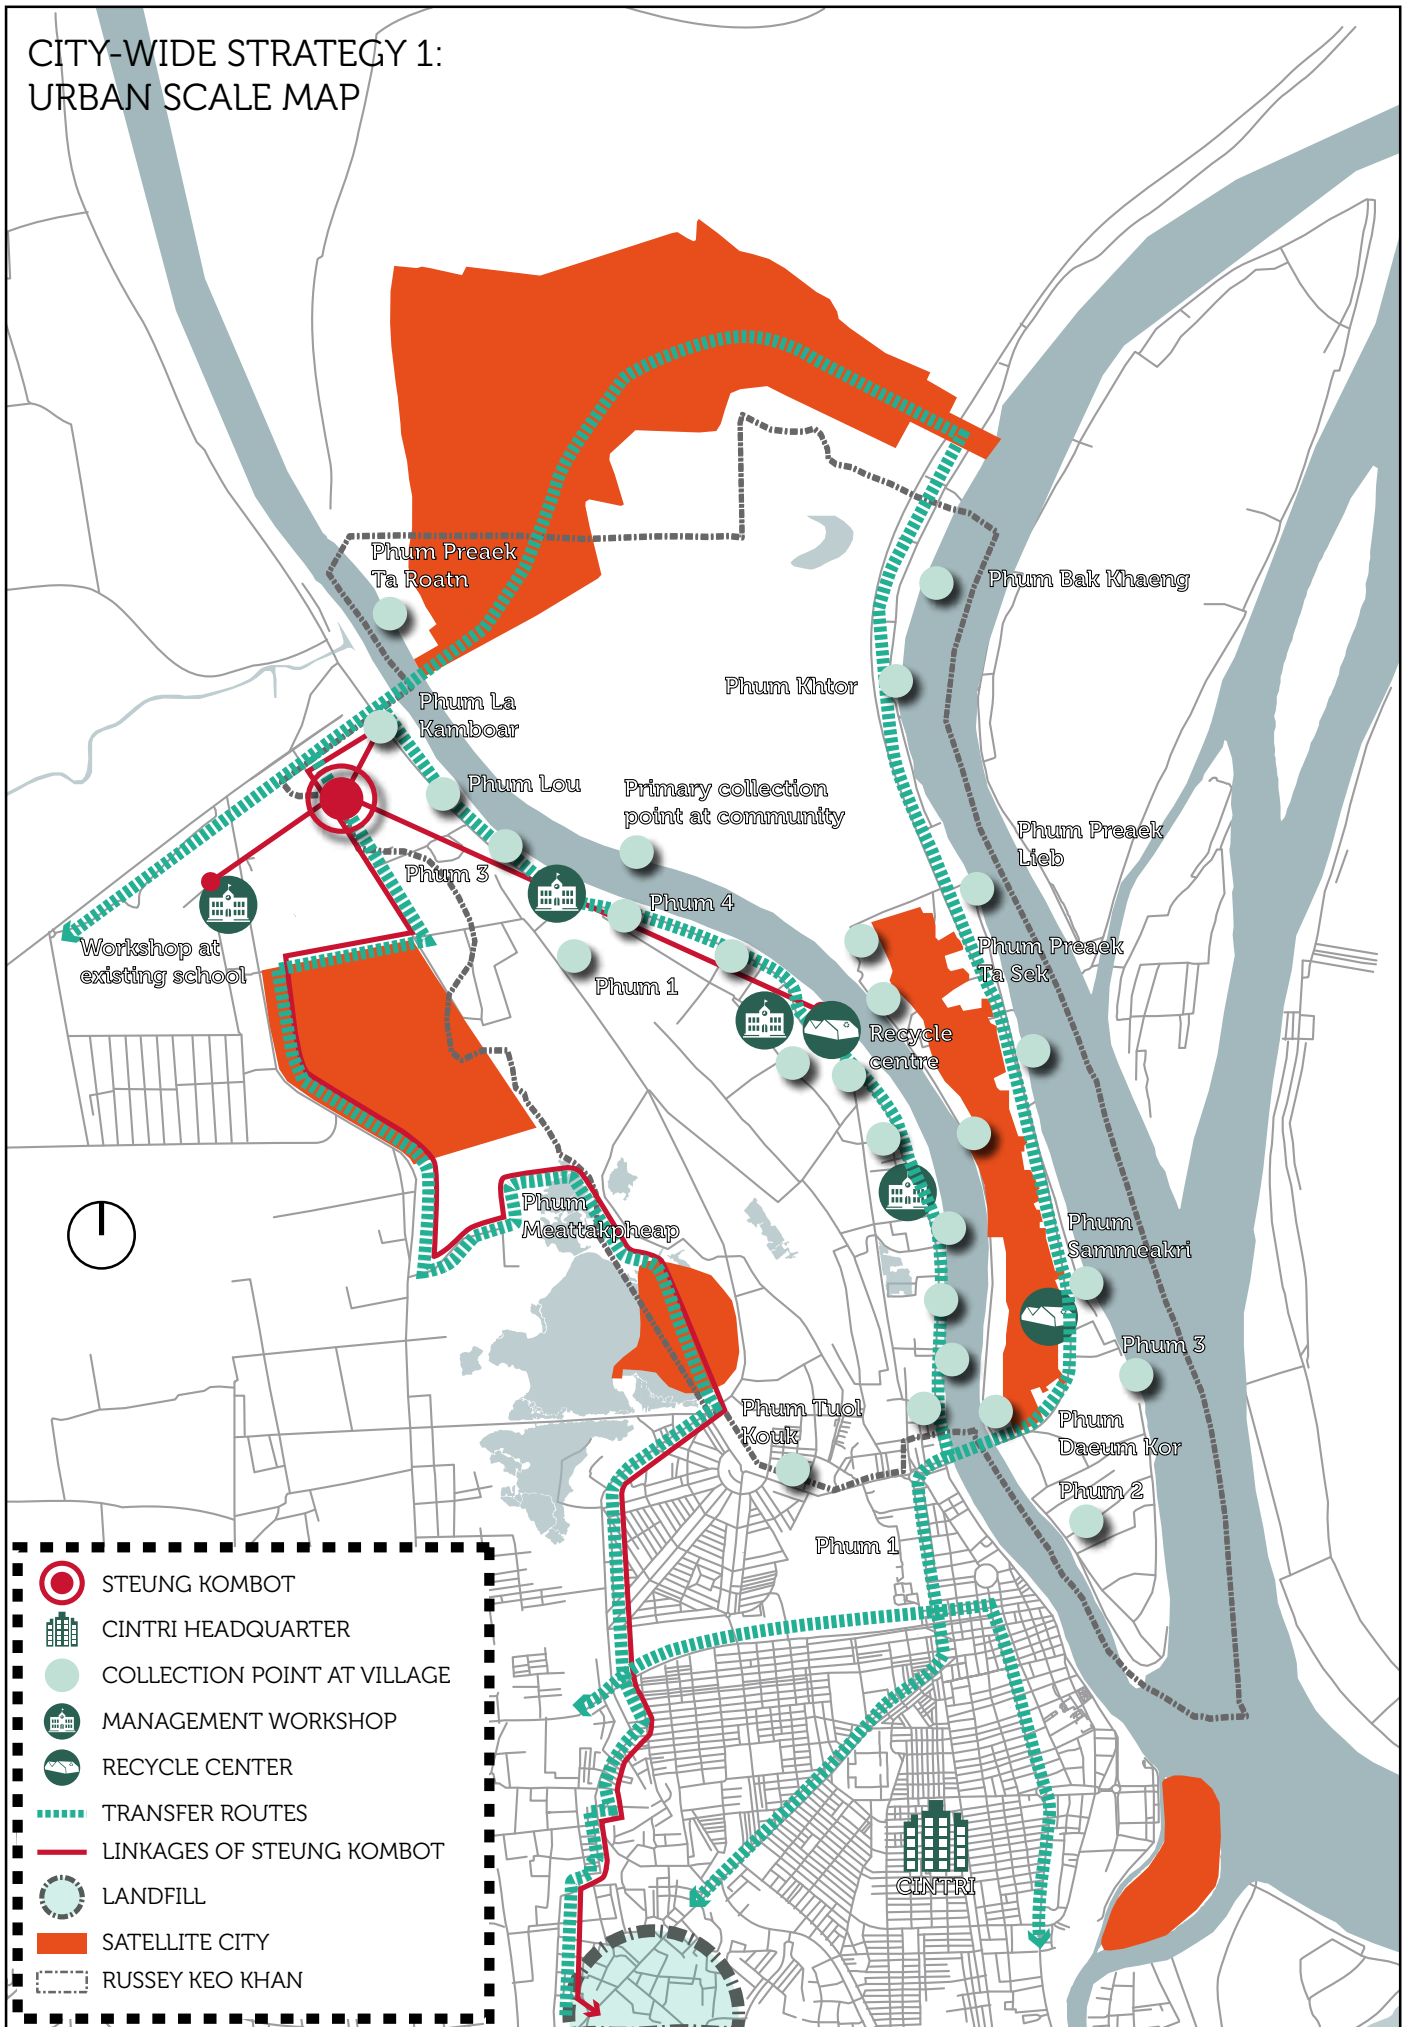 CITY-WIDE STRATEGY 1:
URBAN SCALE MAP
Phum Preaek
Ta Roatn
Phum Bak Khaeng
Phum Khtor
Phum La
Kamboar
Phum Lou
Primary collection
point at community
Phum Preaek
Lieb
Phum 3
Phum 4
Workshop at
existing school
Phum 1
Phum Preaek
Ta Sek
Recycle
centre
Phum
Meattakpheap
Phum
Sammeakri
Phum 3
Phum Tuol
Kouk
Phum
Daeum Kor
Phum 2
Phum 1
CINTRI
STEUNG KOMBOT
CINTRI HEADQUARTER
COLLECTION POINT AT VILLAGE
MANAGEMENT WORKSHOP
RECYCLE CENTER
TRANSFER ROUTES
LINKAGES OF STEUNG KOMBOT
LANDFILL
SATELLITE CITY
RUSSEY KEO KHAN